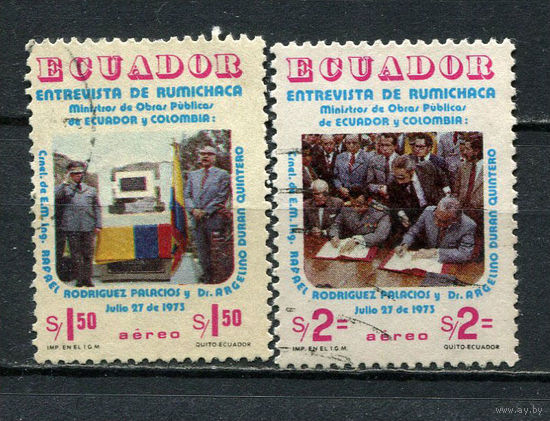 ECUADOR
ENTREVISTA DE RUMICHACA
Ministros de Obras Públicas
de ECUADOR y COLOMBIA:
Crnel. de E.M. Ing. RAFAEL
RODRIGUEZ PALACIOS y Dr. ARGELINO DURAN QUINTERO
Julio 27 de 1973
S/1,50 aéreo S/1,50
IMP. EN EL I.G.M. QUITO-ECUADOR
ECUADOR
ENTREVISTA DE RUMICHACA
Ministros de Obras Públicas
de ECUADOR y COLOMBIA:
Crnel. de E.M. Ing. RAFAEL
RODRIGUEZ PALACIOS y Dr. ARGELINO DURAN QUINTERO
Julio 27 de 1973
S/2= aéreo S/2=
IMP. EN EL I.G.M. QUITO-ECUADOR
www.ay.by